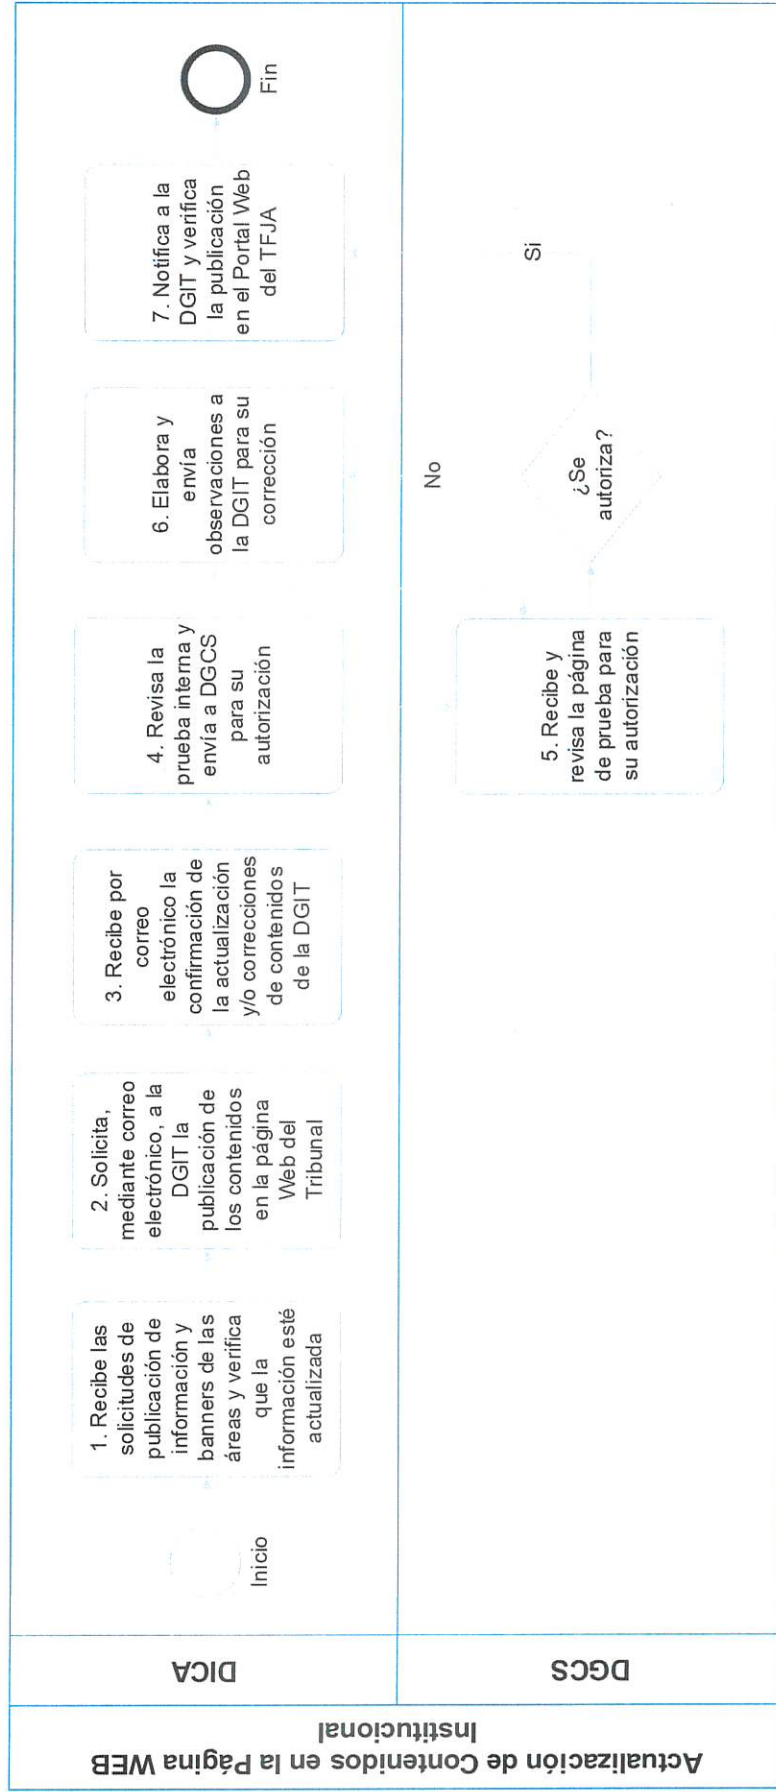 Actualización de Contenidos en la Página WEB
Institucional
DICA
Inicio
1. Recibe las
solicitudes de
publicación de
información y
banners de las
áreas y verifica
que la
información esté
actualizada
2. Solicita,
mediante correo
electrónico, a la
DGIT la
publicación de
los contenidos
en la página
Web del
Tribunal
3. Recibe por
correo
electrónico la
confirmación de
la actualización
y/o correcciones
de contenidos
de la DGIT
4. Revisa la
prueba interna y
envía a DGCS
para su
autorización
6. Elabora y
envía
observaciones a
la DGIT para su
corrección
7. Notifica a la
DGIT y verifica
la publicación
en el Portal Web
del TFJA
Fin
DGCS
5. Recibe y
revisa la página
de prueba para
su autorización
¿Se
autoriza?
No
Si